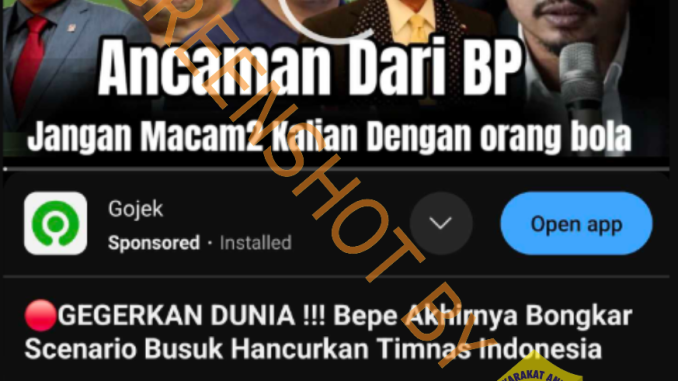 Ancaman Dari BP
Jangan Macam2 Kalian Dengan orang bola
SCREENSHOT BY
Gojek
Sponsored · Installed
Open app
🔴GEGERKAN DUNIA !!! Bepe Akhirnya Bongkar
Scenario Busuk Hancurkan Timnas Indonesia